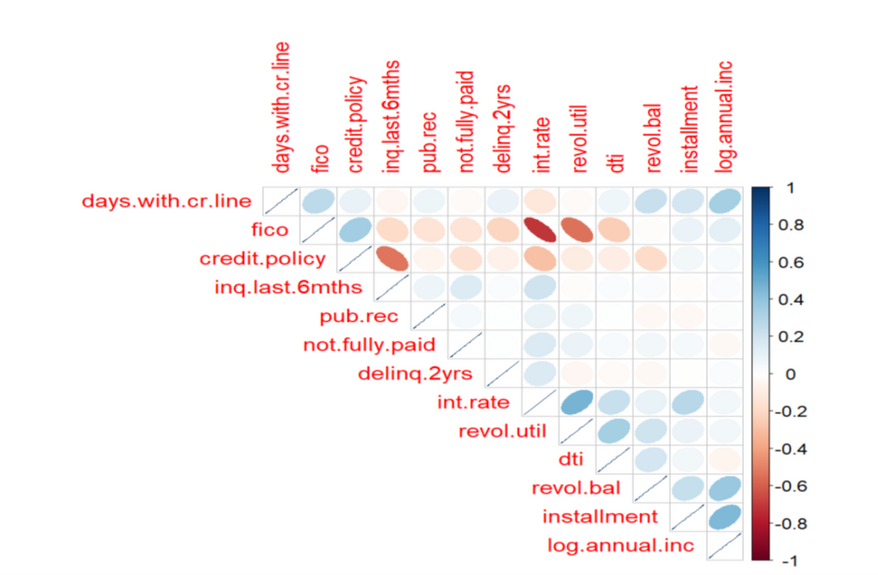 days.with.cr.line
fico
credit.policy
inq.last.6mths
pub.rec
not.fully.paid
delinq.2yrs
int.rate
revol.util
dti
revol.bal
installment
log.annual.inc
days.with.cr.line
fico
credit.policy
inq.last.6mths
pub.rec
not.fully.paid
delinq.2yrs
int.rate
revol.util
dti
revol.bal
installment
log.annual.inc
1
0.8
0.6
0.4
0.2
0
-0.2
-0.4
-0.6
-0.8
-1